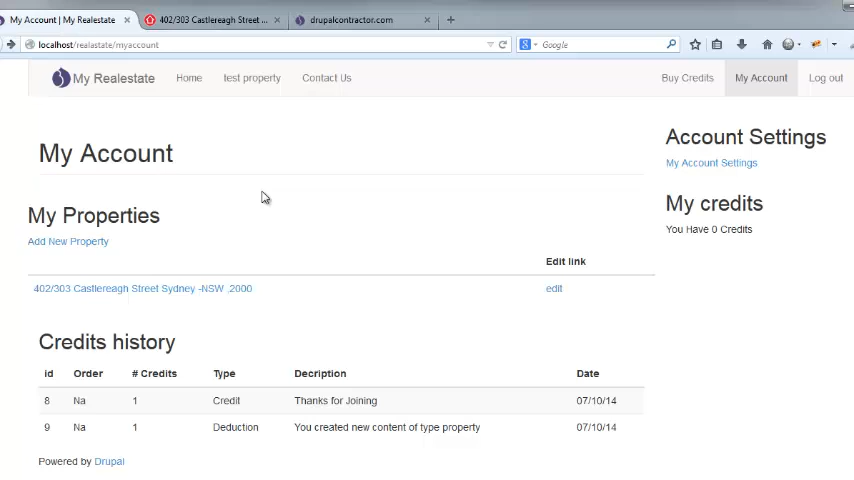 My Account | My Realestate × 402/303 Castlereagh Street ... × drupalcontractor.com × +
localhost/realastate/myaccount Google
My Realestate Home test property Contact Us Buy Credits My Account Log out
My Account
My Properties
Add New Property
Edit link
402/303 Castlereagh Street Sydney -NSW ,2000 edit
Credits history
id Order # Credits Type Decription Date
8 Na 1 Credit Thanks for Joining 07/10/14
9 Na 1 Deduction You created new content of type property 07/10/14
Powered by Drupal
Account Settings
My Account Settings
My credits
You Have 0 Credits